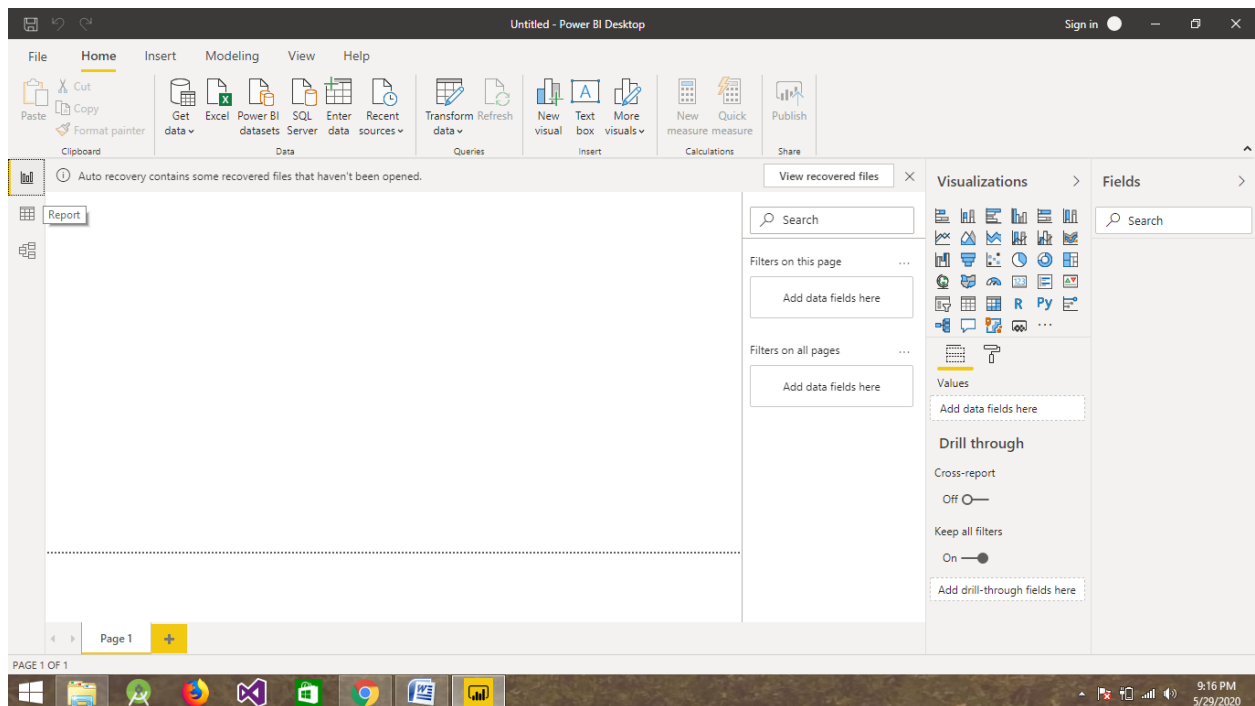 Untitled - Power BI Desktop
Sign in
File Home Insert Modeling View Help
Paste
Cut
Copy
Format painter
Clipboard
Get data
Excel
Power BI datasets
SQL Server
Enter data
Recent sources
Data
Transform data
Refresh
Queries
New visual
A
Text box
More visuals
Insert
New measure
Quick measure
Calculations
Publish
Share
Auto recovery contains some recovered files that haven't been opened.
View recovered files
Report
Search
Filters on this page
...
Add data fields here
Filters on all pages
...
Add data fields here
Visualizations
123
R Py
...
Values
Add data fields here
Drill through
Cross-report
Off
Keep all filters
On
Add drill-through fields here
Fields
Search
Page 1
+
PAGE 1 OF 1
9:16 PM
5/29/2020